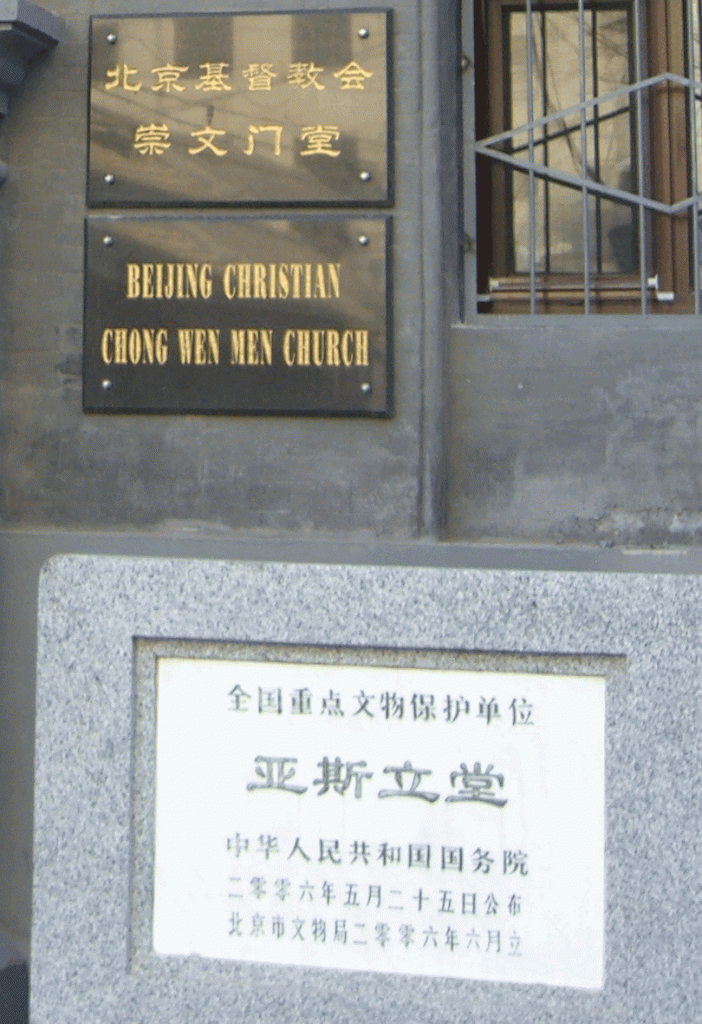 北京基督教会
崇文门堂
BEIJING CHRISTIAN
CHONG WEN MEN CHURCH
全国重点文物保护单位
亚斯立堂
中华人民共和国国务院
二零零六年五月二十五日公布
北京市文物局二零零六年六月立